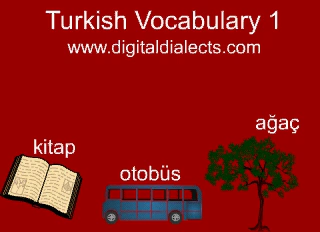 Turkish Vocabulary 1
www.digitaldialects.com
ağaç
kitap
otobüs